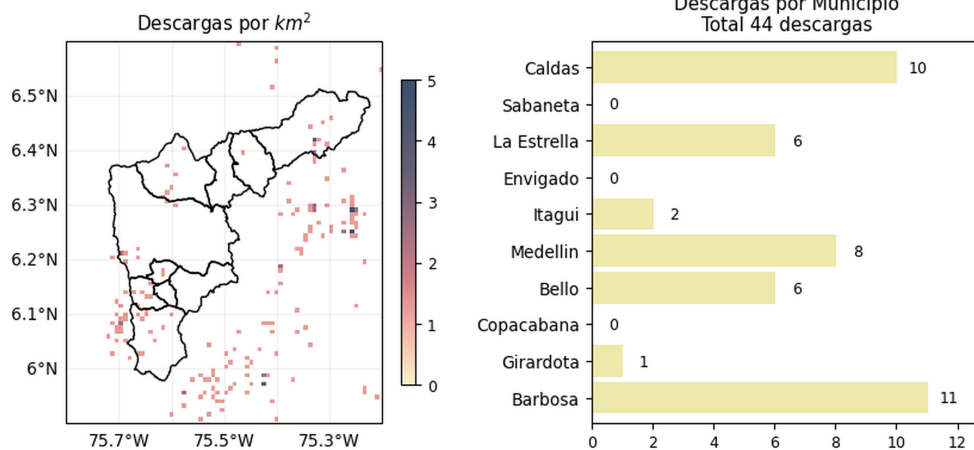 Descargas por km²
6.5°N
6.4°N
6.3°N
6.2°N
6.1°N
6°N
75.7°W 75.5°W 75.3°W
5
4
3
2
1
0
Descargas por Municipio
Total 44 descargas
Caldas 10
Sabaneta 0
La Estrella 6
Envigado 0
Itagui 2
Medellin 8
Bello 6
Copacabana 0
Girardota 1
Barbosa 11
0 2 4 6 8 10 12